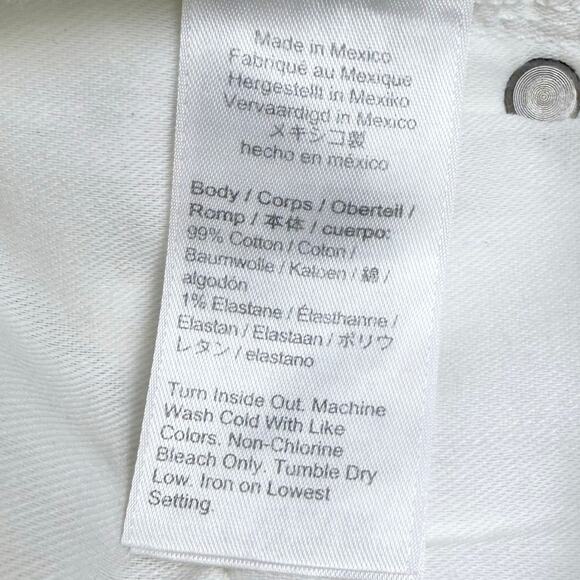 Made in Mexico
Fabriqué au Mexique
Hergestellt in Mexiko
Vervaardigd in Mexico
メキシコ製
hecho en méxico
Body / Corps / Oberteil /
Romp / 本体 / cuerpo:
99% Cotton / Coton /
Baumwolle / Katoen / 綿 /
algodón
1% Elastane / Élasthanne /
Elastan / Elastaan / ポリウ
レタン / elastano
Turn Inside Out. Machine
Wash Cold With Like
Colors. Non-Chlorine
Bleach Only. Tumble Dry
Low. Iron on Lowest
Setting.